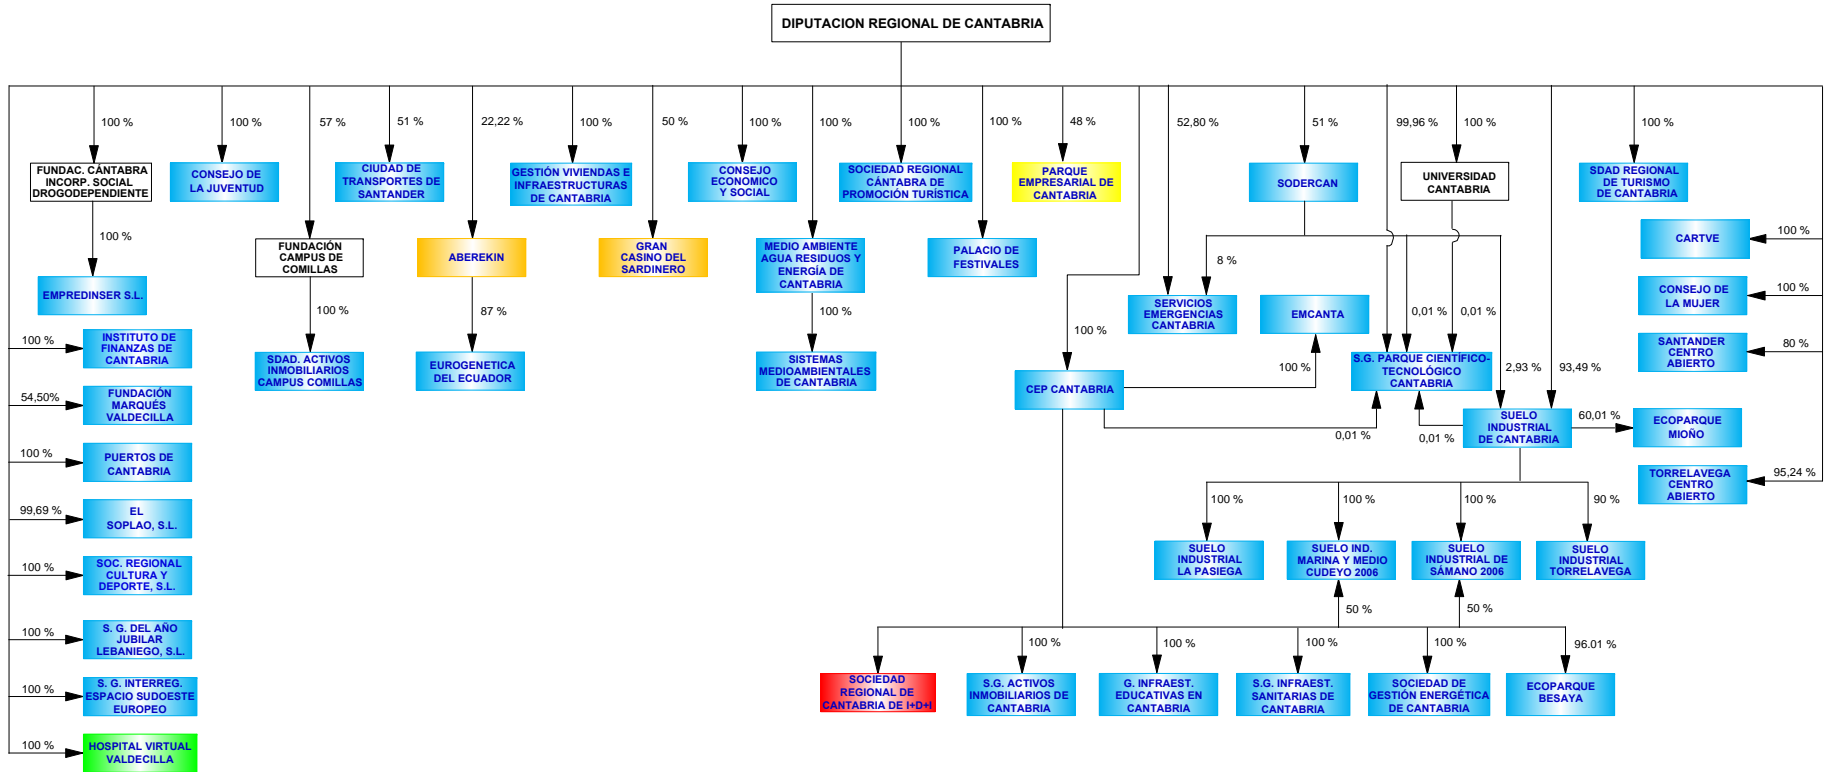 DIPUTACION REGIONAL DE CANTABRIA
100 %
100 %
57 %
51 %
22,22 %
100 %
50 %
100 %
100 %
100 %
100 %
48 %
52,80 %
51 %
99,96 %
100 %
100 %
FUNDAC. CÁNTABRA
INCORP. SOCIAL
DROGODEPENDIENTE
CONSEJO DE
LA JUVENTUD
CIUDAD DE
TRANSPORTES DE
SANTANDER
GESTIÓN VIVIENDAS E
INFRAESTRUCTURAS
DE CANTABRIA
CONSEJO
ECONOMICO
Y SOCIAL
SOCIEDAD REGIONAL
CÁNTABRA DE
PROMOCIÓN TURÍSTICA
PARQUE
EMPRESARIAL DE
CANTABRIA
SODERCAN
UNIVERSIDAD
CANTABRIA
SDAD REGIONAL
DE TURISMO
DE CANTABRIA
100 %
FUNDACIÓN
CAMPUS DE
COMILLAS
ABEREKIN
GRAN
CASINO DEL
SARDINERO
MEDIO AMBIENTE
AGUA RESIDUOS Y
ENERGÍA DE
CANTABRIA
PALACIO DE
FESTIVALES
8 %
CARTVE
100 %
EMPREDINSER S.L.
100 %
87 %
100 %
100 %
SERVICIOS
EMERGENCIAS
CANTABRIA
EMCANTA
0,01 %
0,01 %
CONSEJO DE
LA MUJER
100 %
100 %
INSTITUTO DE
FINANZAS DE
CANTABRIA
SDAD. ACTIVOS
INMOBILIARIOS
CAMPUS COMILLAS
EUROGENETICA
DEL ECUADOR
SISTEMAS
MEDIOAMBIENTALES
DE CANTABRIA
CEP CANTABRIA
100 %
S.G. PARQUE CIENTÍFICO-
TECNOLÓGICO
CANTABRIA
2,93 %
93,49 %
SANTANDER
CENTRO
ABIERTO
80 %
54,50%
FUNDACIÓN
MARQUÉS
VALDECILLA
0,01 %
0,01 %
SUELO
INDUSTRIAL
DE CANTABRIA
60,01 %
ECOPARQUE
MIOÑO
100 %
PUERTOS DE
CANTABRIA
TORRELAVEGA
CENTRO
ABIERTO
95,24 %
100 %
100 %
100 %
90 %
99,69 %
EL
SOPLAO, S.L.
SUELO
INDUSTRIAL
LA PASIEGA
SUELO IND.
MARINA Y MEDIO
CUDEYO 2006
SUELO
INDUSTRIAL DE
SÁMANO 2006
SUELO
INDUSTRIAL
TORRELAVEGA
100 %
SOC. REGIONAL
CULTURA Y
DEPORTE, S.L.
50 %
50 %
100 %
S. G. DEL AÑO
JUBILAR
LEBANIEGO, S.L.
100 %
100 %
100 %
100 %
100 %
96.01 %
100 %
S. G. INTERREG.
ESPACIO SUDOESTE
EUROPEO
SOCIEDAD
REGIONAL DE
CANTABRIA DE I+D+I
S.G. ACTIVOS
INMOBILIARIOS DE
CANTABRIA
G. INFRAEST.
EDUCATIVAS EN
CANTABRIA
S.G. INFRAEST.
SANITARIAS DE
CANTABRIA
SOCIEDAD DE
GESTIÓN ENERGÉTICA
DE CANTABRIA
ECOPARQUE
BESAYA
100 %
HOSPITAL VIRTUAL
VALDECILLA